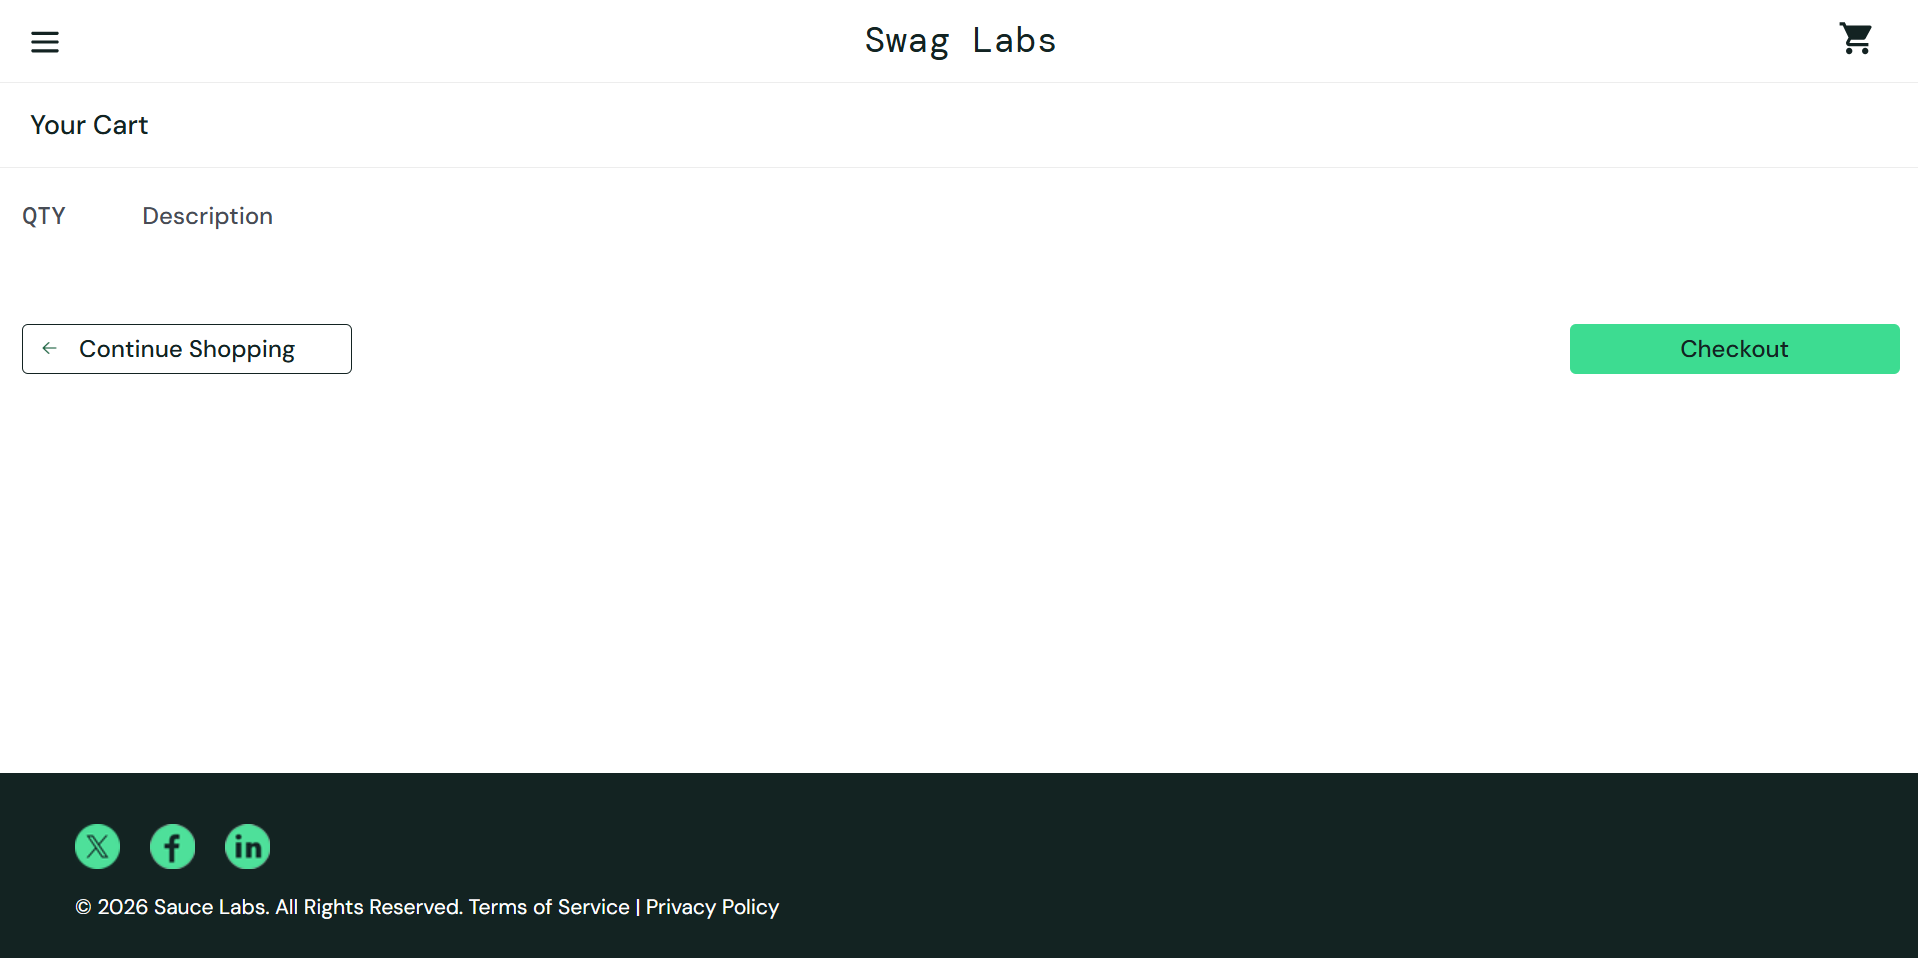 Swag Labs
Your Cart
QTY Description
Continue Shopping
Checkout
© 2026 Sauce Labs. All Rights Reserved. Terms of Service | Privacy Policy